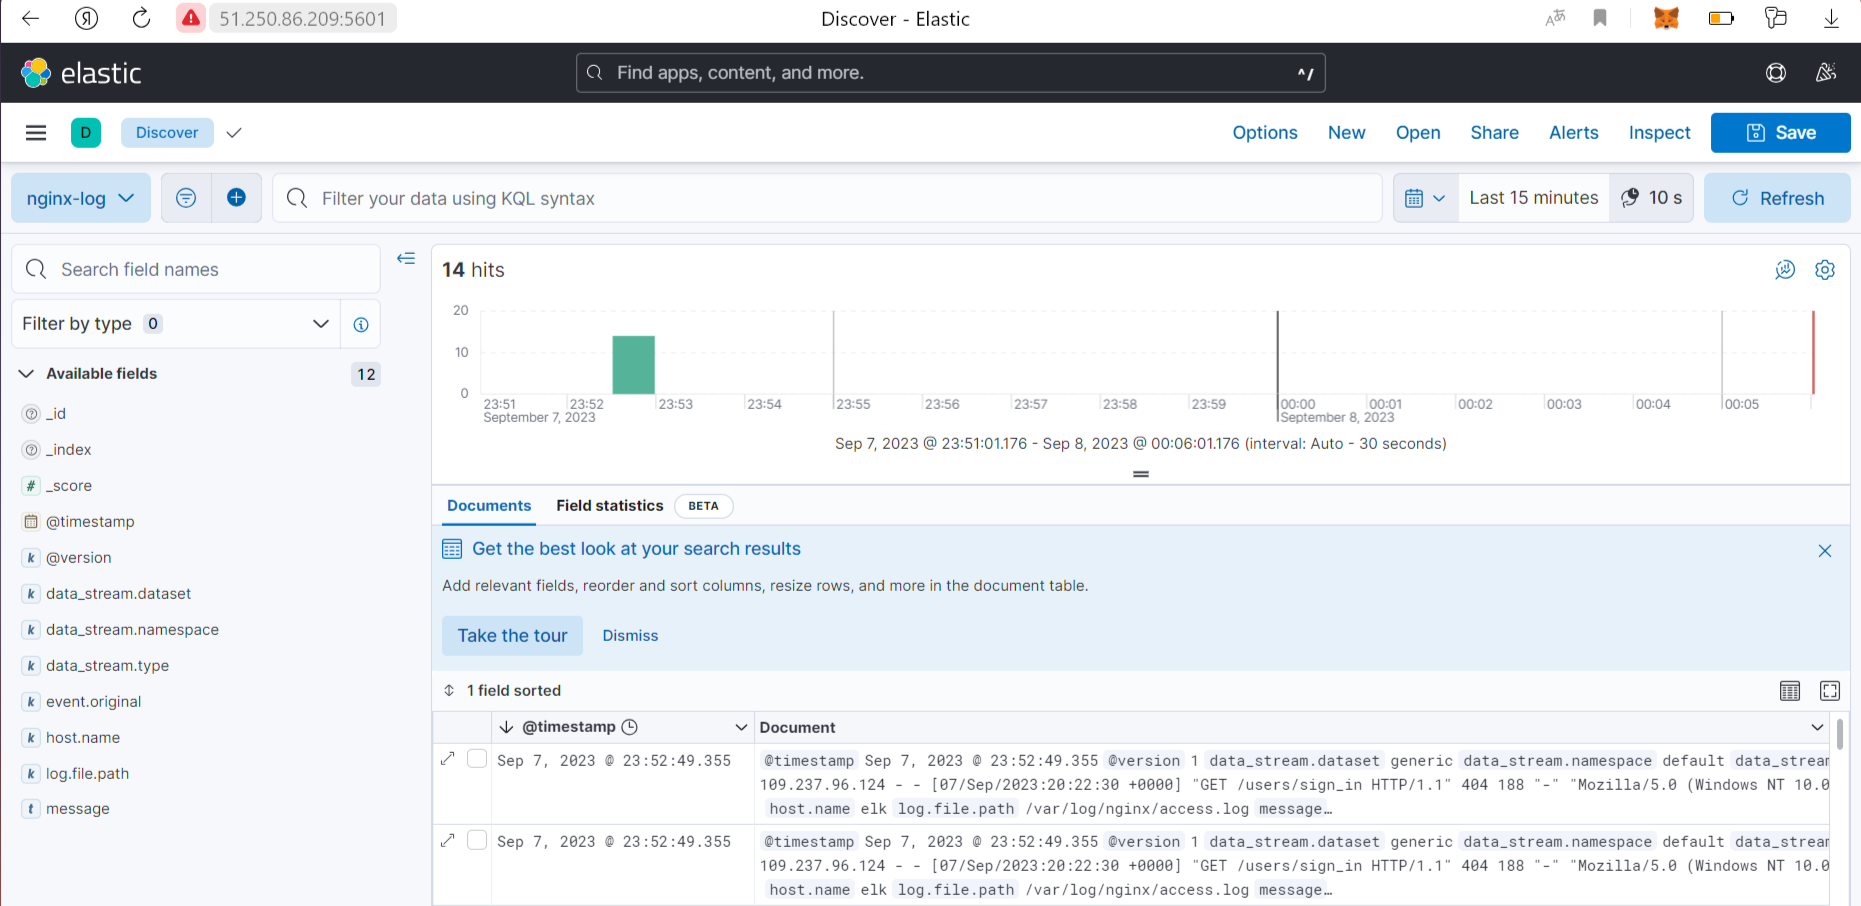 51.250.86.209:5601 Discover - Elastic
elastic Find apps, content, and more. ^/
D Discover Options New Open Share Alerts Inspect Save
nginx-log Filter your data using KQL syntax Last 15 minutes 10 s Refresh
Search field names
Filter by type 0
Available fields 12
_id
_index
_score
@timestamp
@version
data_stream.dataset
data_stream.namespace
data_stream.type
event.original
host.name
log.file.path
message
14 hits
20
10
0
23:51 23:52 23:53 23:54 23:55 23:56 23:57 23:58 23:59 00:00 00:01 00:02 00:03 00:04 00:05
September 7, 2023 September 8, 2023
Sep 7, 2023 @ 23:51:01.176 - Sep 8, 2023 @ 00:06:01.176 (interval: Auto - 30 seconds)
Documents Field statistics BETA
Get the best look at your search results
Add relevant fields, reorder and sort columns, resize rows, and more in the document table.
Take the tour Dismiss
1 field sorted
@timestamp Document
Sep 7, 2023 @ 23:52:49.355 @timestamp Sep 7, 2023 @ 23:52:49.355 @version 1 data_stream.dataset generic data_stream.namespace default data_stream
109.237.96.124 - - [07/Sep/2023:20:22:30 +0000] "GET /users/sign_in HTTP/1.1" 404 188 "-" "Mozilla/5.0 (Windows NT 10.0
host.name elk log.file.path /var/log/nginx/access.log message…
Sep 7, 2023 @ 23:52:49.355 @timestamp Sep 7, 2023 @ 23:52:49.355 @version 1 data_stream.dataset generic data_stream.namespace default data_stream
109.237.96.124 - - [07/Sep/2023:20:22:30 +0000] "GET /users/sign_in HTTP/1.1" 404 188 "-" "Mozilla/5.0 (Windows NT 10.0
host.name elk log.file.path /var/log/nginx/access.log message…